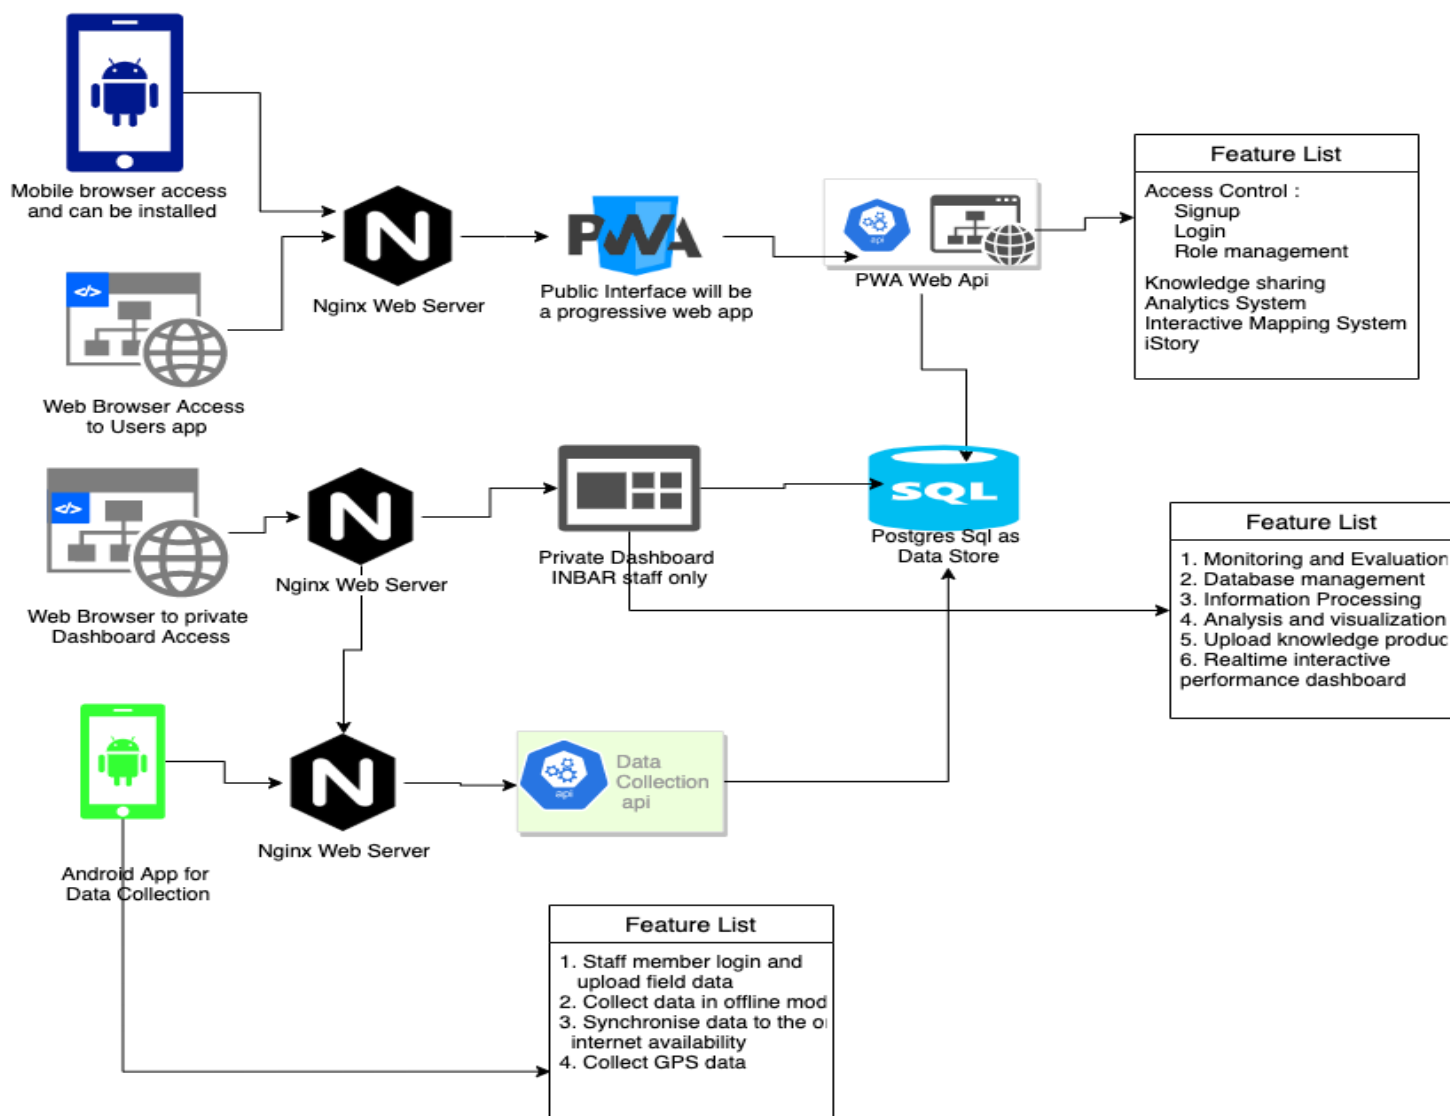 Mobile browser access
and can be installed
</>
Web Browser Access
to Users app
Nginx Web Server
PWA
Public Interface will be
a progressive web app
api
PWA Web Api
Feature List
Access Control :
Signup
Login
Role management
Knowledge sharing
Analytics System
Interactive Mapping System
iStory
</>
Web Browser to private
Dashboard Access
N
Nginx Web Server
Private Dashboard
INBAR staff only
SQL
Postgres Sql as
Data Store
Feature List
1. Monitoring and Evaluation
2. Database management
3. Information Processing
4. Analysis and visualization
5. Upload knowledge produc
6. Realtime interactive
performance dashboard
Android App for
Data Collection
N
Nginx Web Server
api
Data
Collection
api
Feature List
1. Staff member login and
upload field data
2. Collect data in offline mod
3. Synchronise data to the
internet availability
4. Collect GPS data